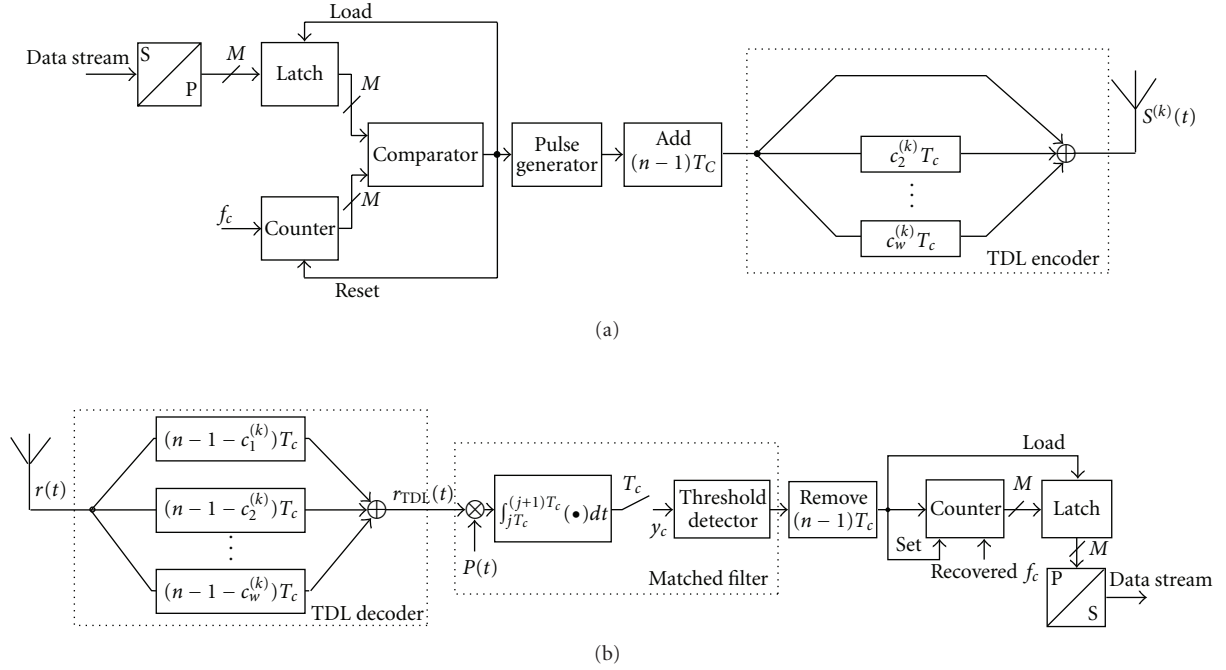 Load
Data stream
S
P
M
Latch
M
Comparator
M
f_c
Counter
Reset
Pulse
generator
Add
(n − 1)T_C
c_2^{(k)} T_c
⋮
c_w^{(k)} T_c
TDL encoder
S^{(k)}(t)
(a)
r(t)
(n − 1 − c_1^{(k)})T_c
(n − 1 − c_2^{(k)})T_c
⋮
(n − 1 − c_w^{(k)})T_c
TDL decoder
r_{TDL}(t)
P(t)
∫_{jT_c}^{(j+1)T_c} (•)dt
T_c
y_c
Threshold
detector
Matched filter
Remove
(n − 1)T_c
Load
Set
Counter
M
Latch
Recovered f_c
M
P
S
Data stream
(b)